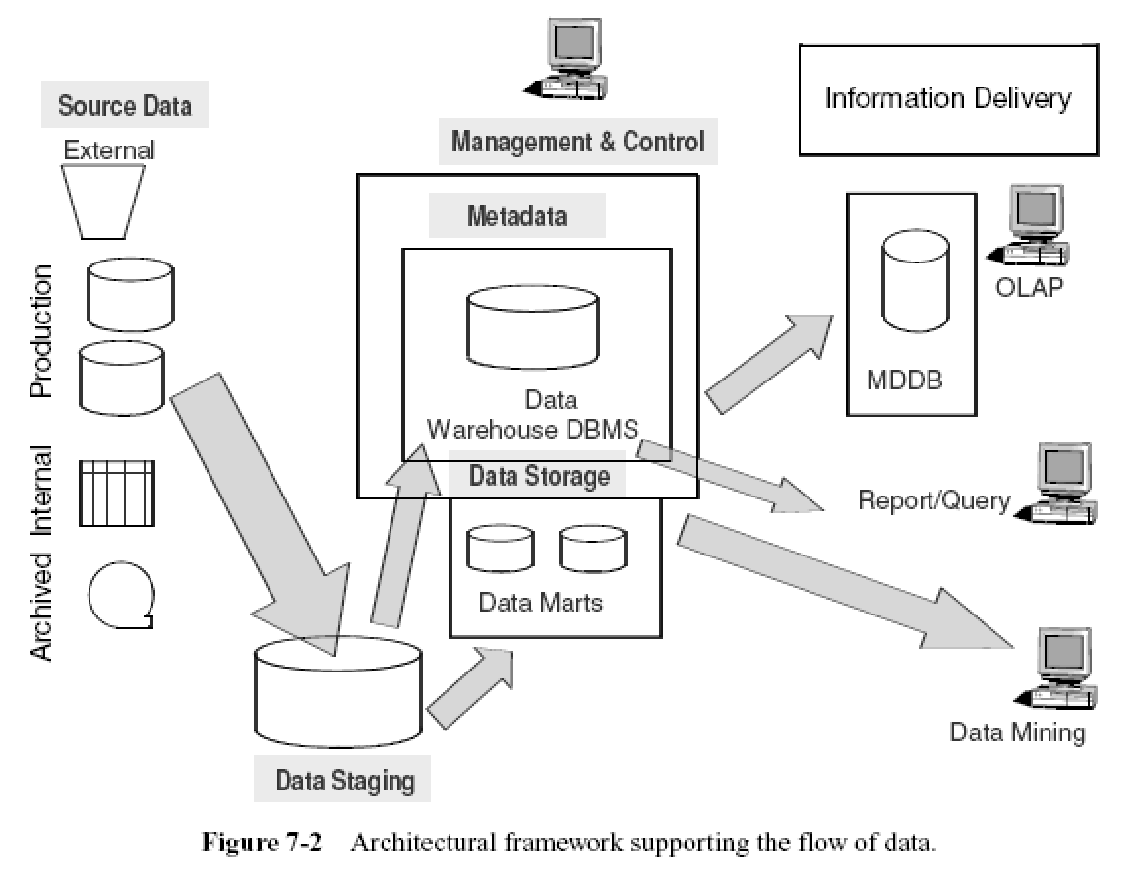 Source Data
External
Production
Internal
Archived
Management & Control
Metadata
Data
Warehouse DBMS
Data Storage
Data Marts
Data Staging
Information Delivery
OLAP
MDDB
Report/Query
Data Mining
Figure 7-2 Architectural framework supporting the flow of data.